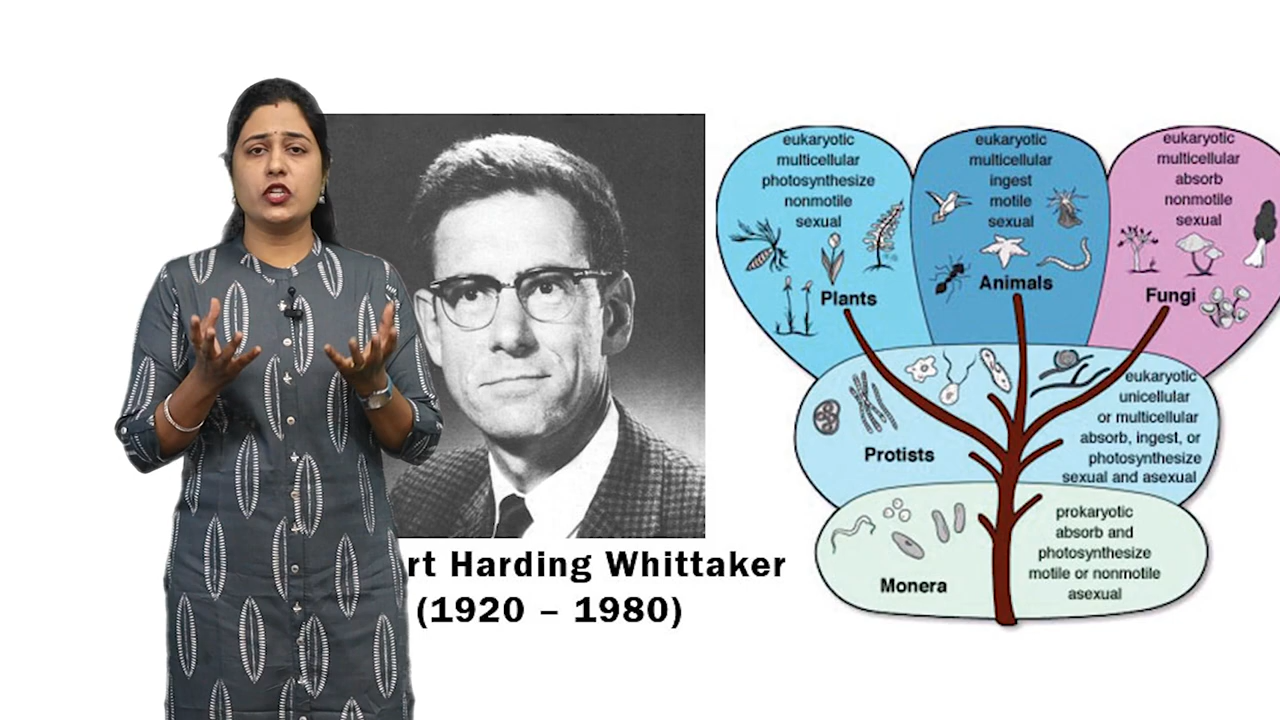 rt Harding Whittaker
(1920 – 1980)
eukaryotic
multicellular
photosynthesize
nonmotile
sexual
Plants
eukaryotic
multicellular
ingest
motile
sexual
Animals
eukaryotic
multicellular
absorb
nonmotile
sexual
Fungi
eukaryotic
unicellular
or multicellular
absorb, ingest, or
photosynthesize
sexual and asexual
Protists
prokaryotic
absorb and
photosynthesize
motile or nonmotile
asexual
Monera